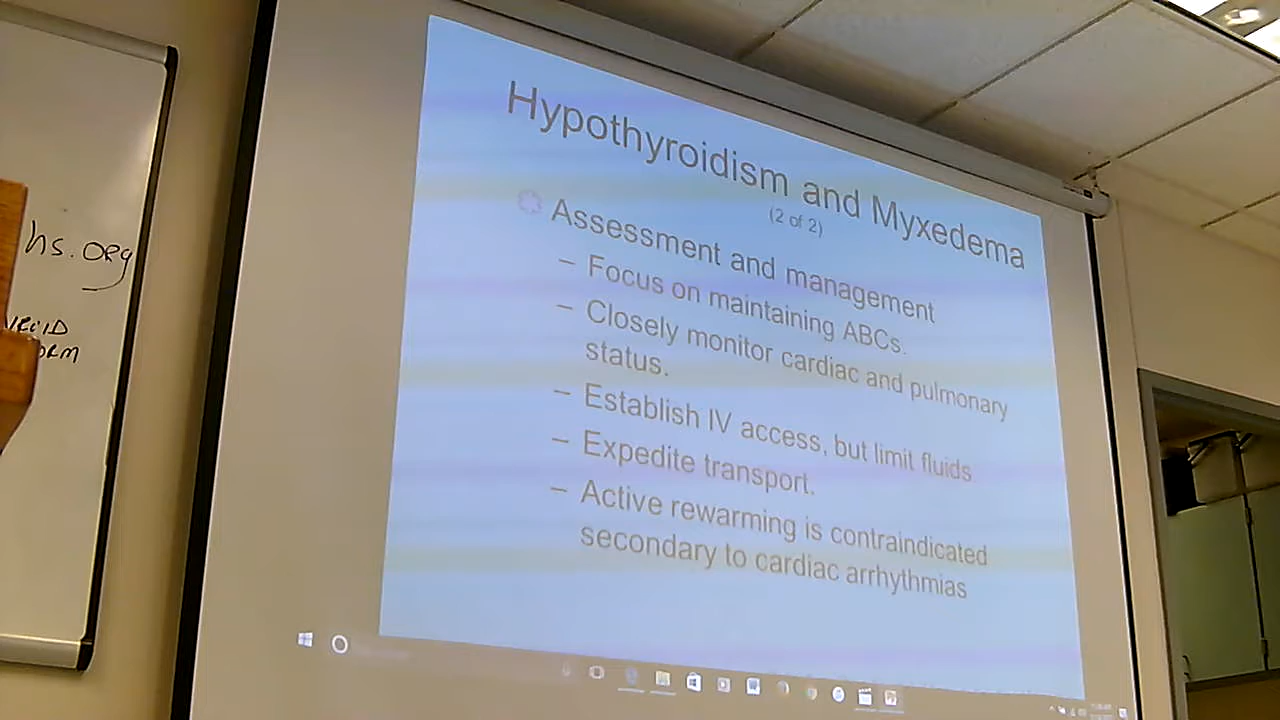 Hypothyroidism and Myxedema
(2 of 2)
Assessment and management
– Focus on maintaining ABCs.
– Closely monitor cardiac and pulmonary
status.
– Establish IV access, but limit fluids
– Expedite transport.
– Active rewarming is contraindicated
secondary to cardiac arrhythmias
hs.org